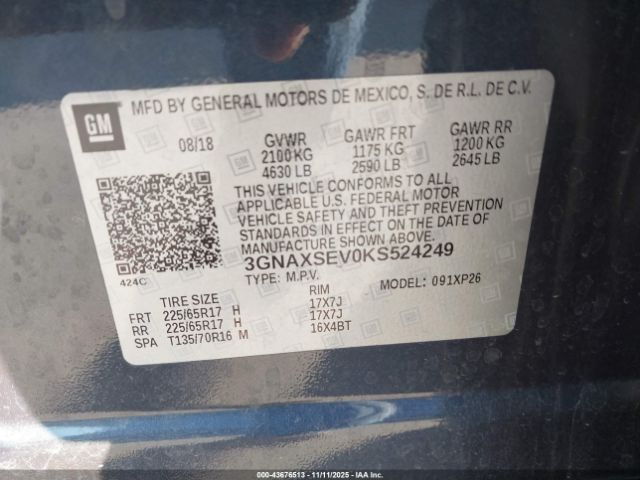 GM
MFD BY GENERAL MOTORS DE MEXICO, S. DE R.L. DE C.V.
08/18 GVWR GAWR FRT GAWR RR
2100 KG 1175 KG 1200 KG
4630 LB 2590 LB 2645 LB
THIS VEHICLE CONFORMS TO ALL
APPLICABLE U.S. FEDERAL MOTOR
VEHICLE SAFETY AND THEFT PREVENTION
STANDARDS IN EFFECT ON THE DATE OF
MANUFACTURE SHOWN ABOVE.
3GNAXSEV0KS524249
424C
TYPE: M.P.V. MODEL: 091XP26
TIRE SIZE RIM
FRT 225/65R17 H 17X7J
RR 225/65R17 H 17X7J
SPA T135/70R16 M 16X4BT
00-43676513 - 11/11/2025 - IAAI.COM